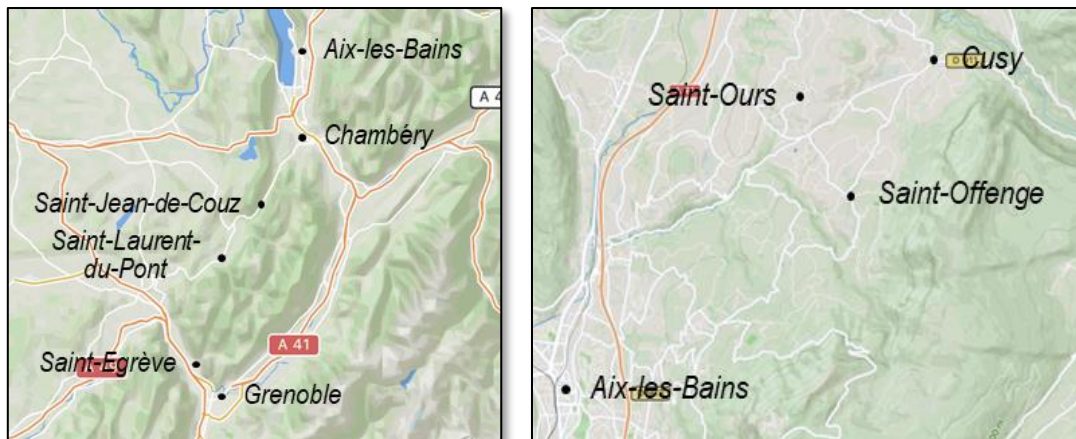 Aix-les-Bains
A 4
Chambéry
Saint-Jean-de-Couz
Saint-Laurent-
du-Pont
A 41
Saint-Egrève
Grenoble
Cusy
Saint-Ours
Saint-Offenge
Aix-les-Bains